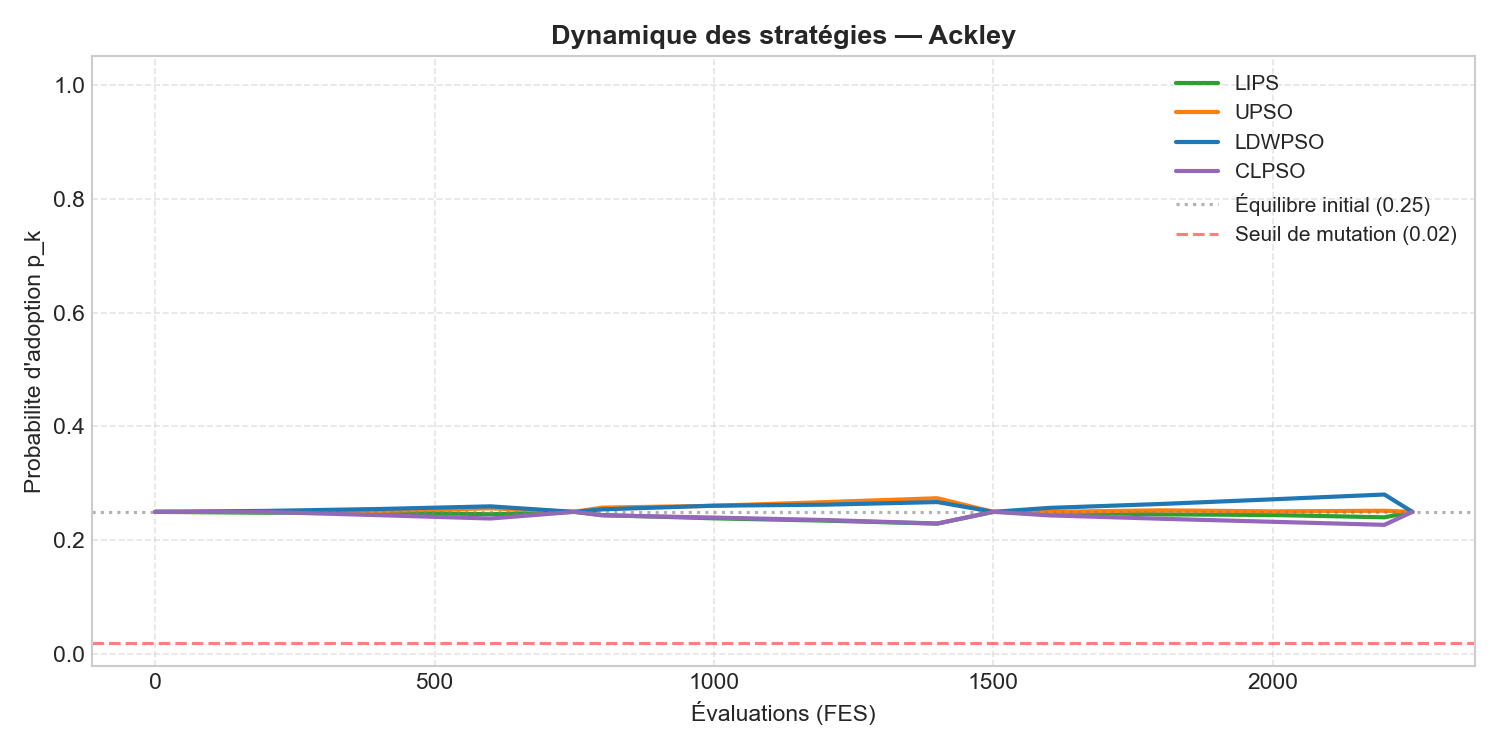 Dynamique des stratégies — Ackley
1.0
0.8
0.6
0.4
0.2
0.0
Probabilite d'adoption p_k
LIPS
UPSO
LDWPSO
CLPSO
Équilibre initial (0.25)
Seuil de mutation (0.02)
0
500
1000
1500
2000
Évaluations (FES)